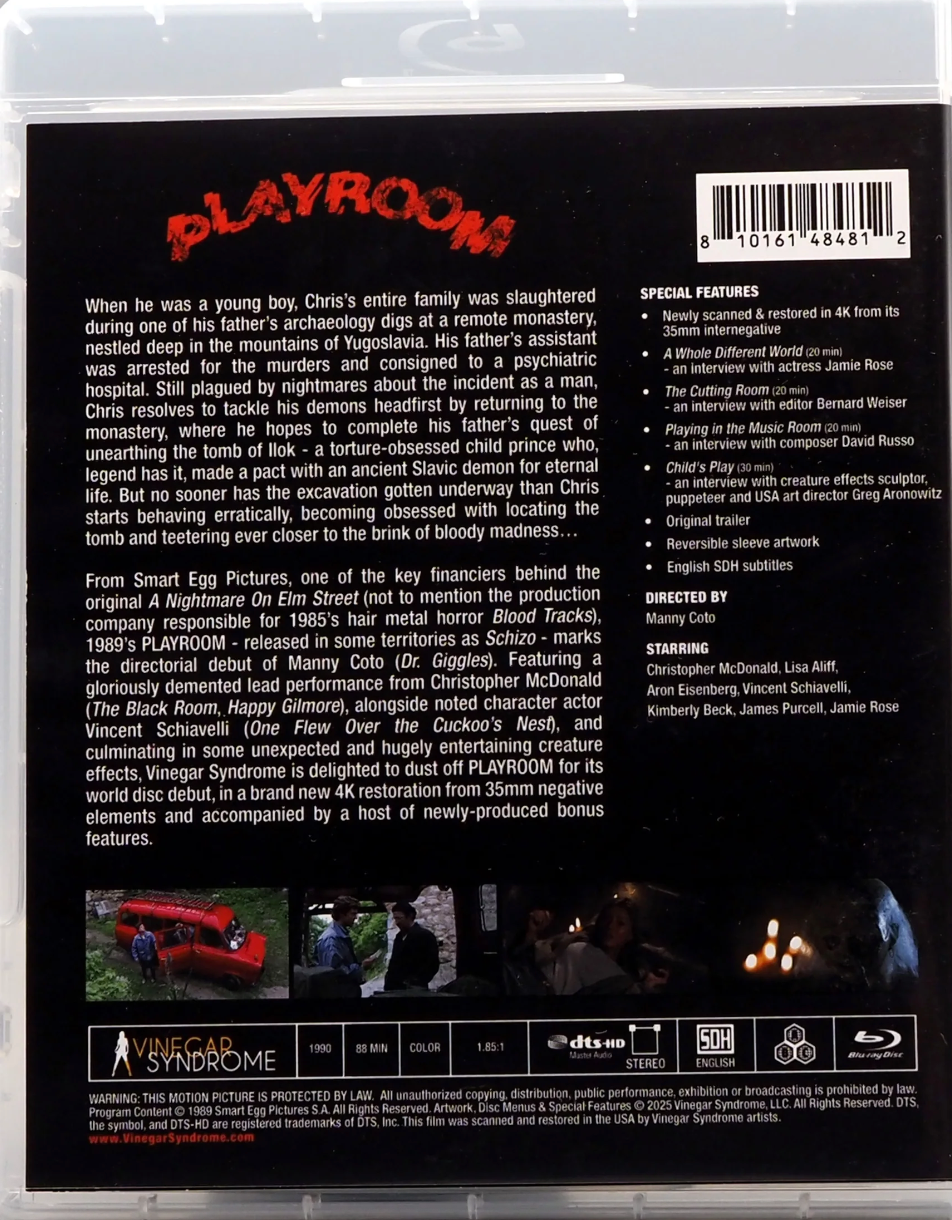 PLAYROOM
8 10161 48481 2
When he was a young boy, Chris's entire family was slaughtered
during one of his father's archaeology digs at a remote monastery,
nestled deep in the mountains of Yugoslavia. His father's assistant
was arrested for the murders and consigned to a psychiatric
hospital. Still plagued by nightmares about the incident as a man,
Chris resolves to tackle his demons headfirst by returning to the
monastery, where he hopes to complete his father's quest of
unearthing the tomb of Ilok - a torture-obsessed child prince who,
legend has it, made a pact with an ancient Slavic demon for eternal
life. But no sooner has the excavation gotten underway than Chris
starts behaving erratically, becoming obsessed with locating the
tomb and teetering ever closer to the brink of bloody madness...
From Smart Egg Pictures, one of the key financiers behind the
original A Nightmare On Elm Street (not to mention the production
company responsible for 1985's hair metal horror Blood Tracks),
1989's PLAYROOM - released in some territories as Schizo - marks
the directorial debut of Manny Coto (Dr. Giggles). Featuring a
gloriously demented lead performance from Christopher McDonald
(The Black Room, Happy Gilmore), alongside noted character actor
Vincent Schiavelli (One Flew Over the Cuckoo's Nest), and
culminating in some unexpected and hugely entertaining creature
effects, Vinegar Syndrome is delighted to dust off PLAYROOM for its
world disc debut, in a brand new 4K restoration from 35mm negative
elements and accompanied by a host of newly-produced bonus
features.
SPECIAL FEATURES
• Newly scanned & restored in 4K from its
35mm internegative
• A Whole Different World (20 min)
- an interview with actress Jamie Rose
• The Cutting Room (20 min)
- an interview with editor Bernard Weiser
• Playing in the Music Room (20 min)
- an interview with composer David Russo
• Child's Play (30 min)
- an interview with creature effects sculptor,
puppeteer and USA art director Greg Aronowitz
• Original trailer
• Reversible sleeve artwork
• English SDH subtitles
DIRECTED BY
Manny Coto
STARRING
Christopher McDonald, Lisa Aliff,
Aron Eisenberg, Vincent Schiavelli,
Kimberly Beck, James Purcell, Jamie Rose
VINEGAR
SYNDROME
1990
88 MIN
COLOR
1.85:1
dts-HD
Master Audio
STEREO
SDH
ENGLISH
Blu-ray Disc
WARNING: THIS MOTION PICTURE IS PROTECTED BY LAW. All unauthorized copying, distribution, public performance, exhibition or broadcasting is prohibited by law.
Program Content © 1989 Smart Egg Pictures S.A. All Rights Reserved. Artwork, Disc Menus & Special Features © 2025 Vinegar Syndrome, LLC. All Rights Reserved. DTS,
the symbol, and DTS-HD are registered trademarks of DTS, Inc. This film was scanned and restored in the USA by Vinegar Syndrome artists.
www.VinegarSyndrome.com